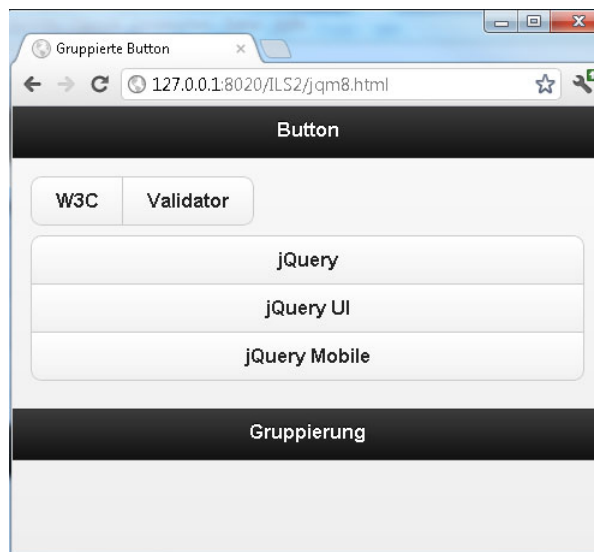 Gruppierte Button
127.0.0.1:8020/ILS2/jqm8.html
Button
W3C Validator
jQuery
jQuery UI
jQuery Mobile
Gruppierung